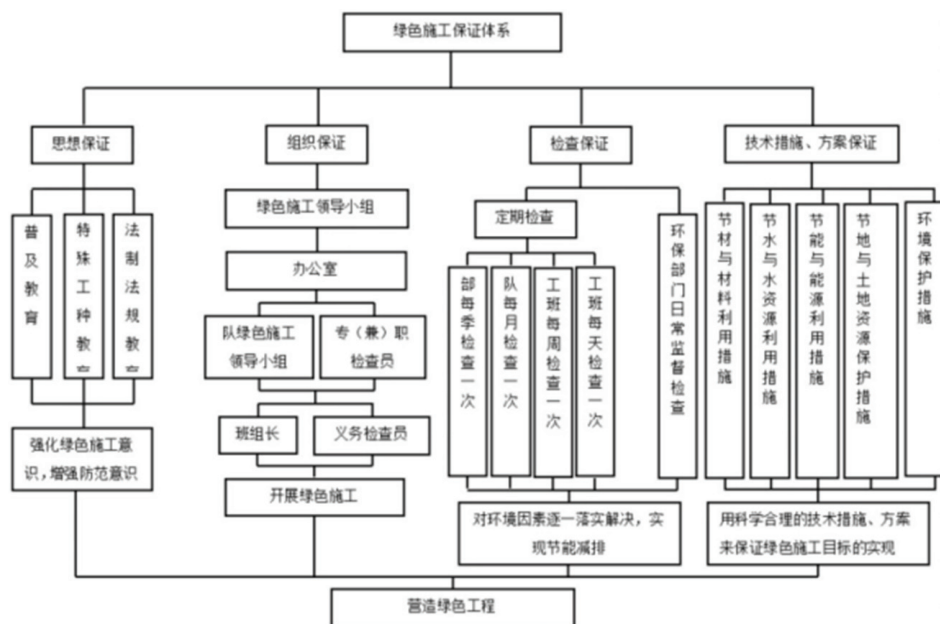 绿色施工保证体系
思想保证
组织保证
检查保证
技术措施、方案保证
普及教育
特殊工种教育
法制法规教育
绿色施工领导小组
办公室
队绿色施工
领导小组
专（兼）职
检查员
班组长
义务检查员
开展绿色施工
定期检查
部每季检查一次
队每月检查一次
工班每周检查一次
工班每天检查一次
环保部门日常监督检查
节材与材料利用措施
节水与水资源利用措施
节能与能源利用措施
节地与土地资源保护措施
环境保护措施
强化绿色施工意
识，增强防范意识
对环境因素逐一落实解决，实
现节能减排
用科学合理的技术措施、方案
来保证绿色施工目标的实现
营造绿色工程